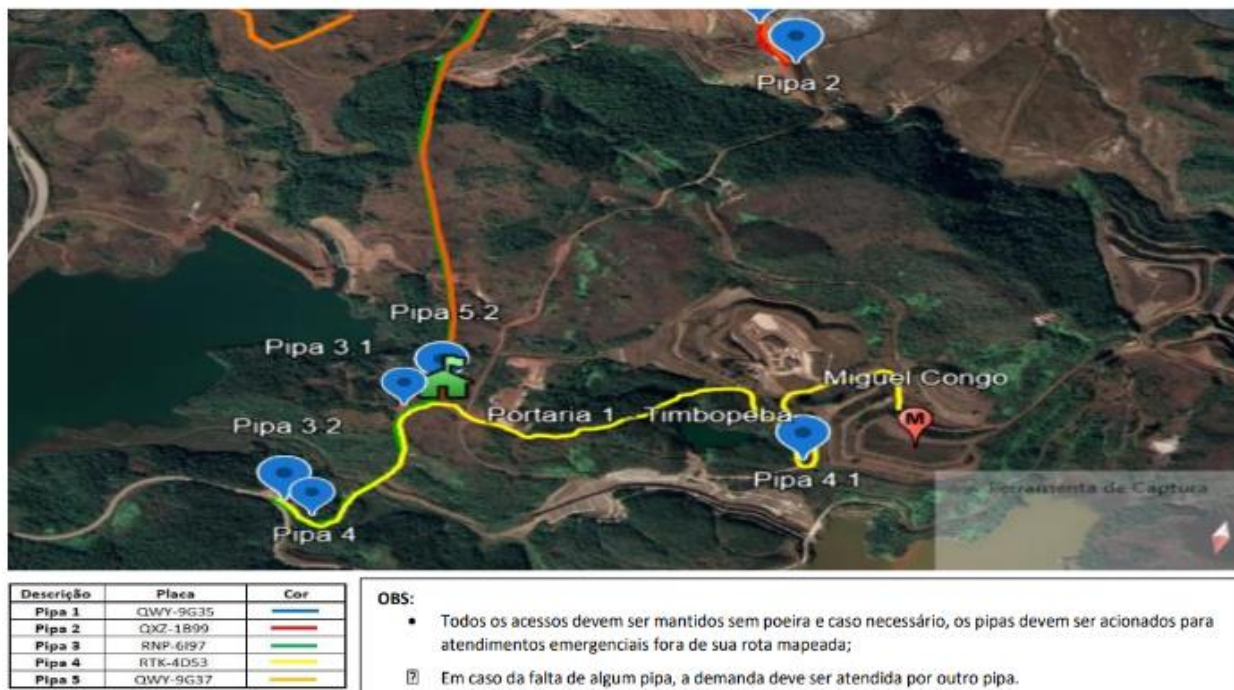 Pipa 2
Pipa 5.2
Pipa 3.1
Miguel Congo
Portaria 1
Timbopeba
M
Pipa 3.2
Pipa 4.1
Ferramenta de Captura
Pipa 4
Descrição Placa Cor
Pipa 1 QWY-9G35
Pipa 2 QXZ-1B99
Pipa 3 RNP-6I97
Pipa 4 RTK-4D53
Pipa 5 QWY-9G37
OBS:
• Todos os acessos devem ser mantidos sem poeira e caso necessário, os pipas devem ser acionados para
atendimentos emergenciais fora de sua rota mapeada;
Em caso da falta de algum pipa, a demanda deve ser atendida por outro pipa.